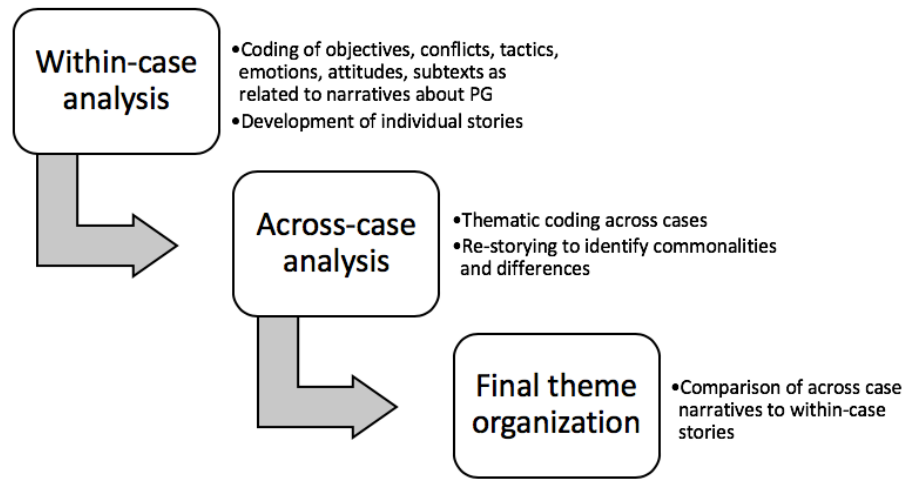 Within-case
analysis
•Coding of objectives, conflicts, tactics,
emotions, attitudes, subtexts as
related to narratives about PG
•Development of individual stories
Across-case
analysis
•Thematic coding across cases
•Re-storying to identify commonalities
and differences
Final theme
organization
•Comparison of across case
narratives to within-case
stories